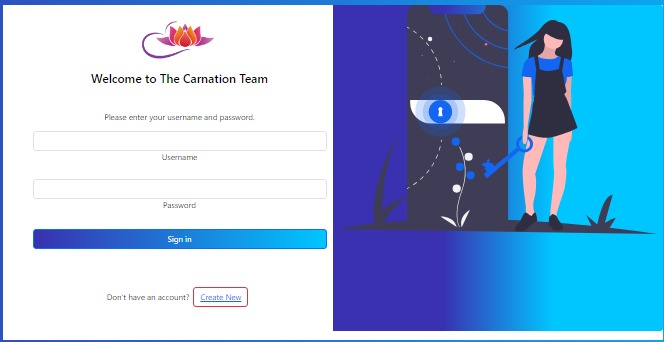 Welcome to The Carnation Team
Please enter your username and password.
Username
Password
Sign in
Don't have an account? Create New